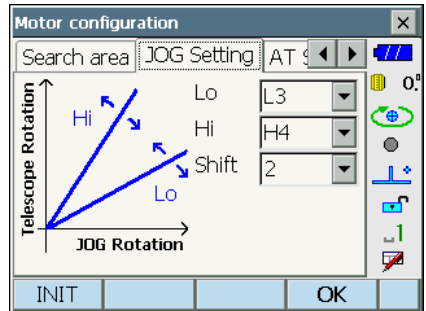 Motor configuration
Search area JOG Setting AT S
0."
Telescope Rotation
Hi
Lo
JOG Rotation
Lo L3
Hi H4
Shift 2
1
INIT OK